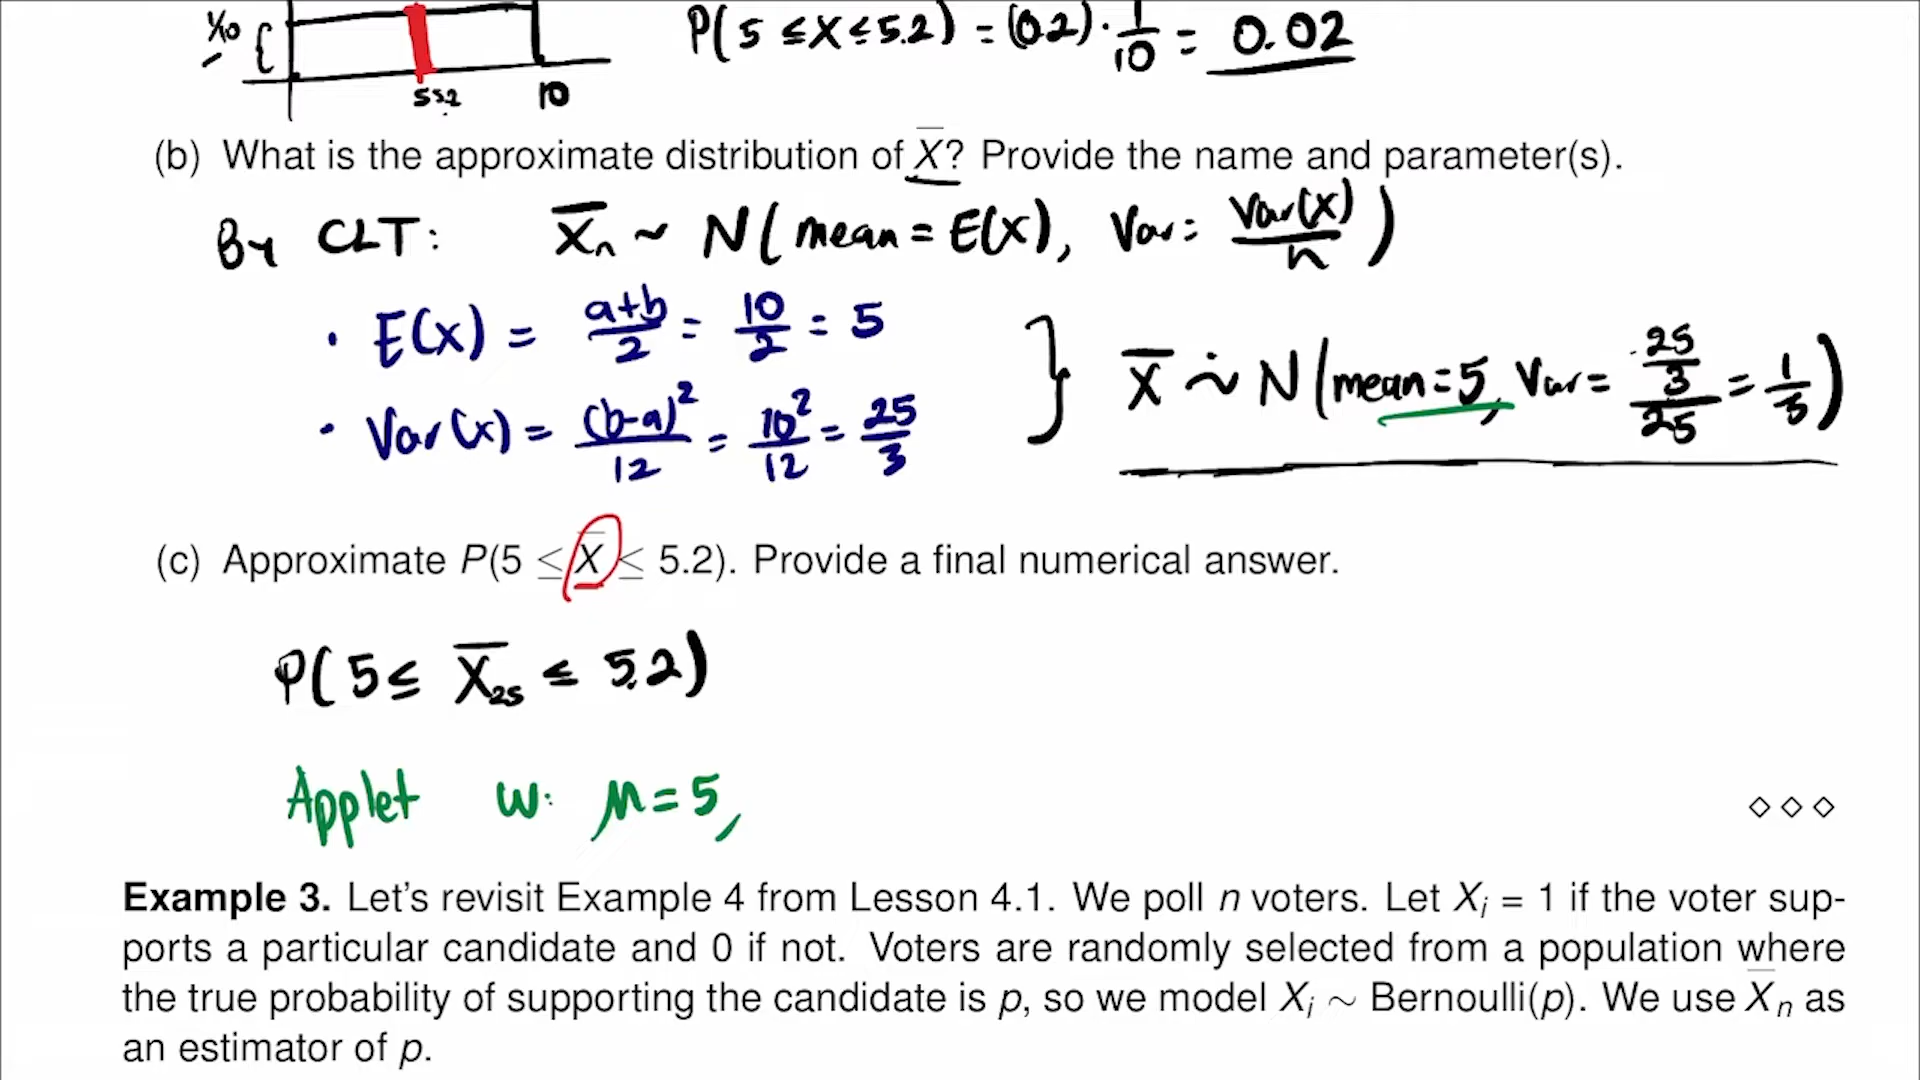 1/10 { 5 5.2 10 P(5 ≤ X ≤ 5.2) = (0.2) · 1/10 = 0.02
(b) What is the approximate distribution of X̅? Provide the name and parameter(s).
By CLT: X̅ₙ ~ N(mean = E(X), Var = Var(X)/n)
· E(X) = (a+b)/2 = 10/2 = 5
· Var(X) = (b-a)²/12 = 10²/12 = 25/3
} X̅ ∼̇ N(mean = 5, Var = (25/3)/25 = 1/3)
(c) Approximate P(5 ≤ X̅ ≤ 5.2). Provide a final numerical answer.
P(5 ≤ X̅₂₅ ≤ 5.2)
Applet w: μ = 5,
◇ ◇ ◇
Example 3. Let's revisit Example 4 from Lesson 4.1. We poll n voters. Let Xᵢ = 1 if the voter sup-
ports a particular candidate and 0 if not. Voters are randomly selected from a population where
the true probability of supporting the candidate is p, so we model Xᵢ ∼ Bernoulli(p). We use X̅ₙ as
an estimator of p.